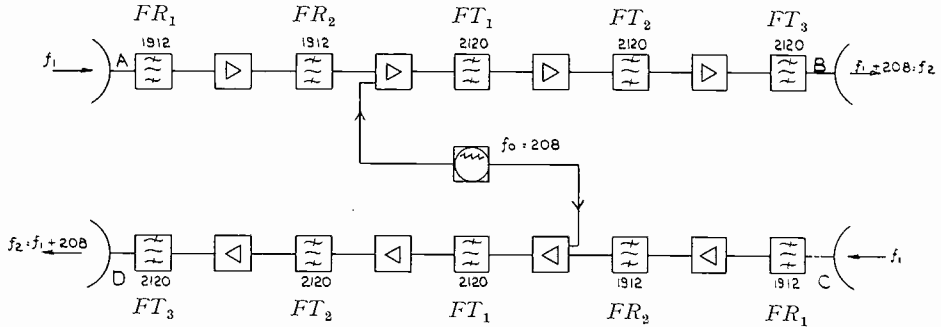 FR₁ FR₂ FT₁ FT₂ FT₃
1912 1912 2120 2120 2120
f₁ A B f₁+208=f₂
f₀=208
f₂=f₁+208 D C f₁
2120 2120 2120 1912 1912
FT₃ FT₂ FT₁ FR₂ FR₁